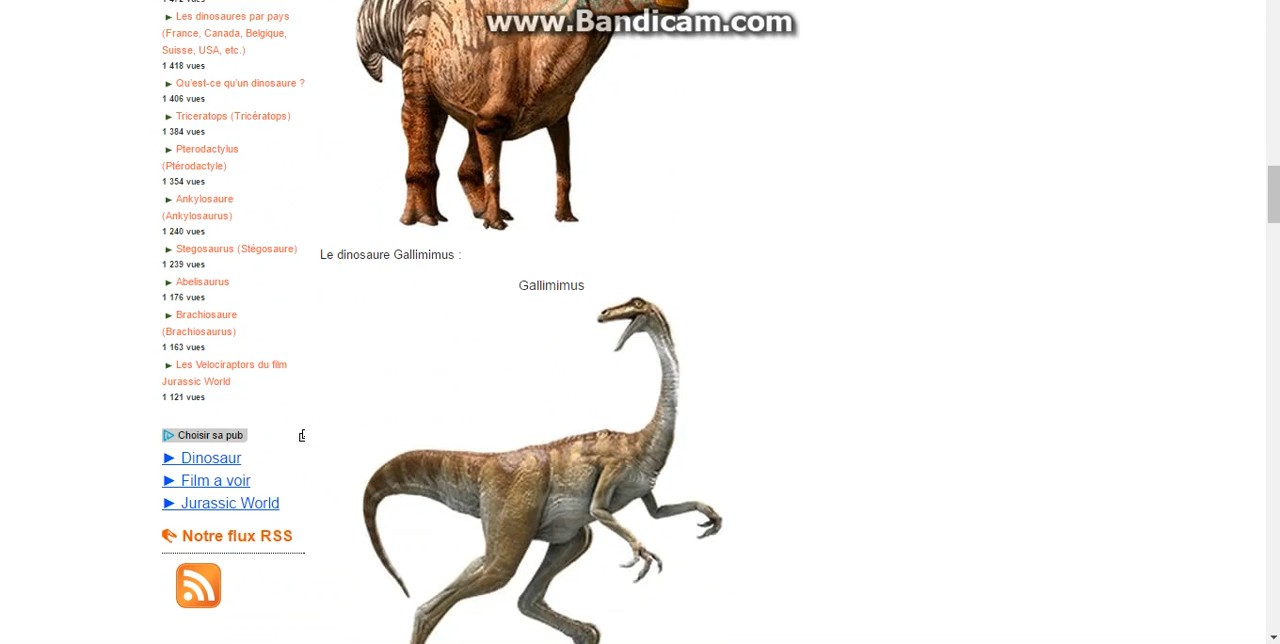 www.Bandicam.com
► Les dinosaures par pays
(France, Canada, Belgique,
Suisse, USA, etc.)
1 418 vues
► Qu'est-ce qu'un dinosaure ?
1 406 vues
► Triceratops (Tricératops)
1 384 vues
► Pterodactylus
(Ptérodactyle)
1 354 vues
► Ankylosaure
(Ankylosaurus)
1 240 vues
► Stegosaurus (Stégosaure)
1 239 vues
► Abelisaurus
1 176 vues
► Brachiosaure
(Brachiosaurus)
1 163 vues
► Les Velociraptors du film
Jurassic World
1 121 vues
Choisir sa pub
► Dinosaur
► Film a voir
► Jurassic World
Notre flux RSS
Le dinosaure Gallimimus :
Gallimimus